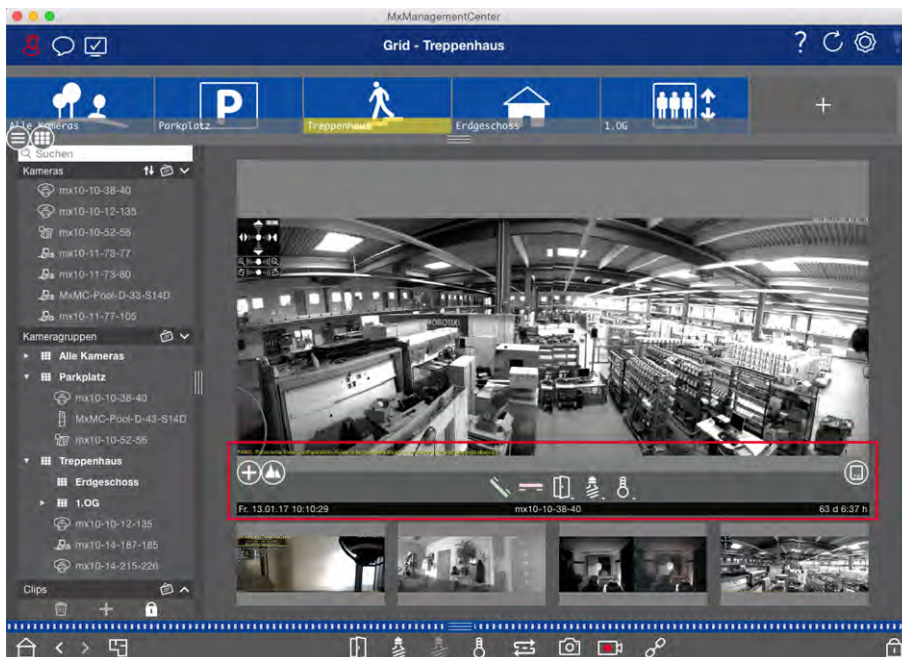 MxManagementCenter
Grid - Treppenhaus
?
P
Alle Kameras
Parkplatz
Treppenhaus
Erdgeschoss
1.OG
Suchen
Kameras
mx10-10-38-40
mx10-10-12-135
mx10-10-52-56
mx10-11-73-77
mx10-11-73-80
MxMC-Pool-D-33-S14D
mx10-11-77-105
Kameragruppen
Alle Kameras
Parkplatz
mx10-10-38-40
MxMC-Pool-D-43-S14D
mx10-10-52-56
Treppenhaus
Erdgeschoss
1.OG
mx10-10-12-135
mx10-14-187-185
mx10-14-215-226
Clips
MOBOTIX
Fr. 13.01.17 10:10:29
mx10-10-38-40
63 d 6:37 h